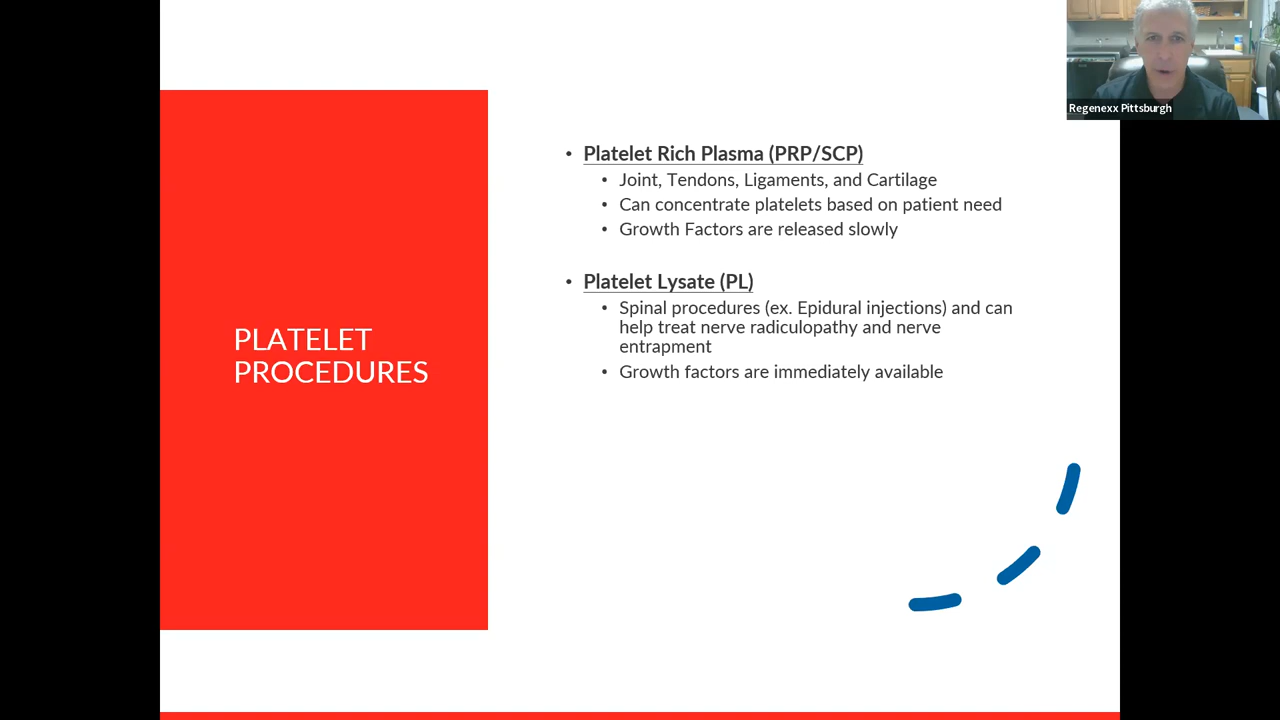 Regenexx Pittsburgh
PLATELET
PROCEDURES
• Platelet Rich Plasma (PRP/SCP)
• Joint, Tendons, Ligaments, and Cartilage
• Can concentrate platelets based on patient need
• Growth Factors are released slowly
• Platelet Lysate (PL)
• Spinal procedures (ex. Epidural injections) and can
help treat nerve radiculopathy and nerve
entrapment
• Growth factors are immediately available